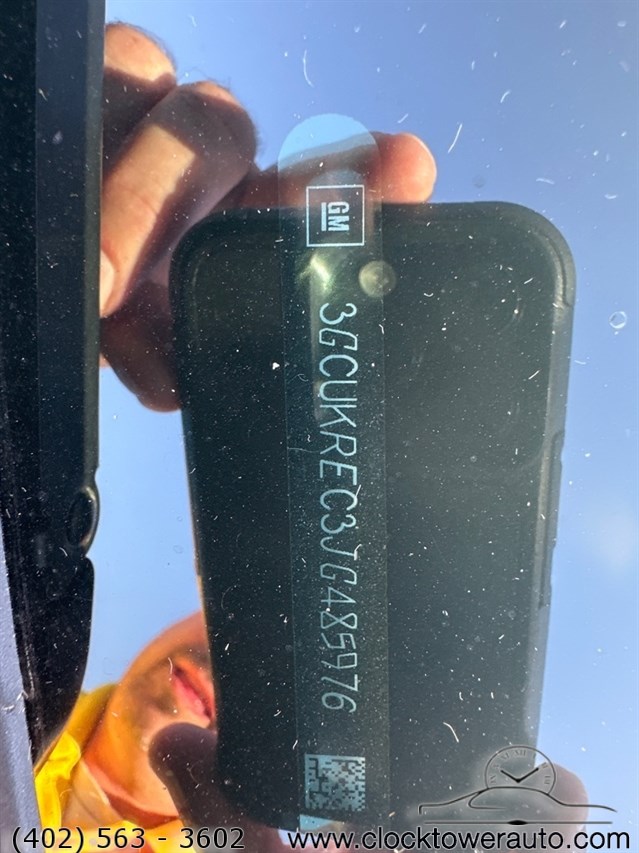 GM
3GCUKREC3JG485976
(402) 563 - 3602
www.clocktowerauto.com